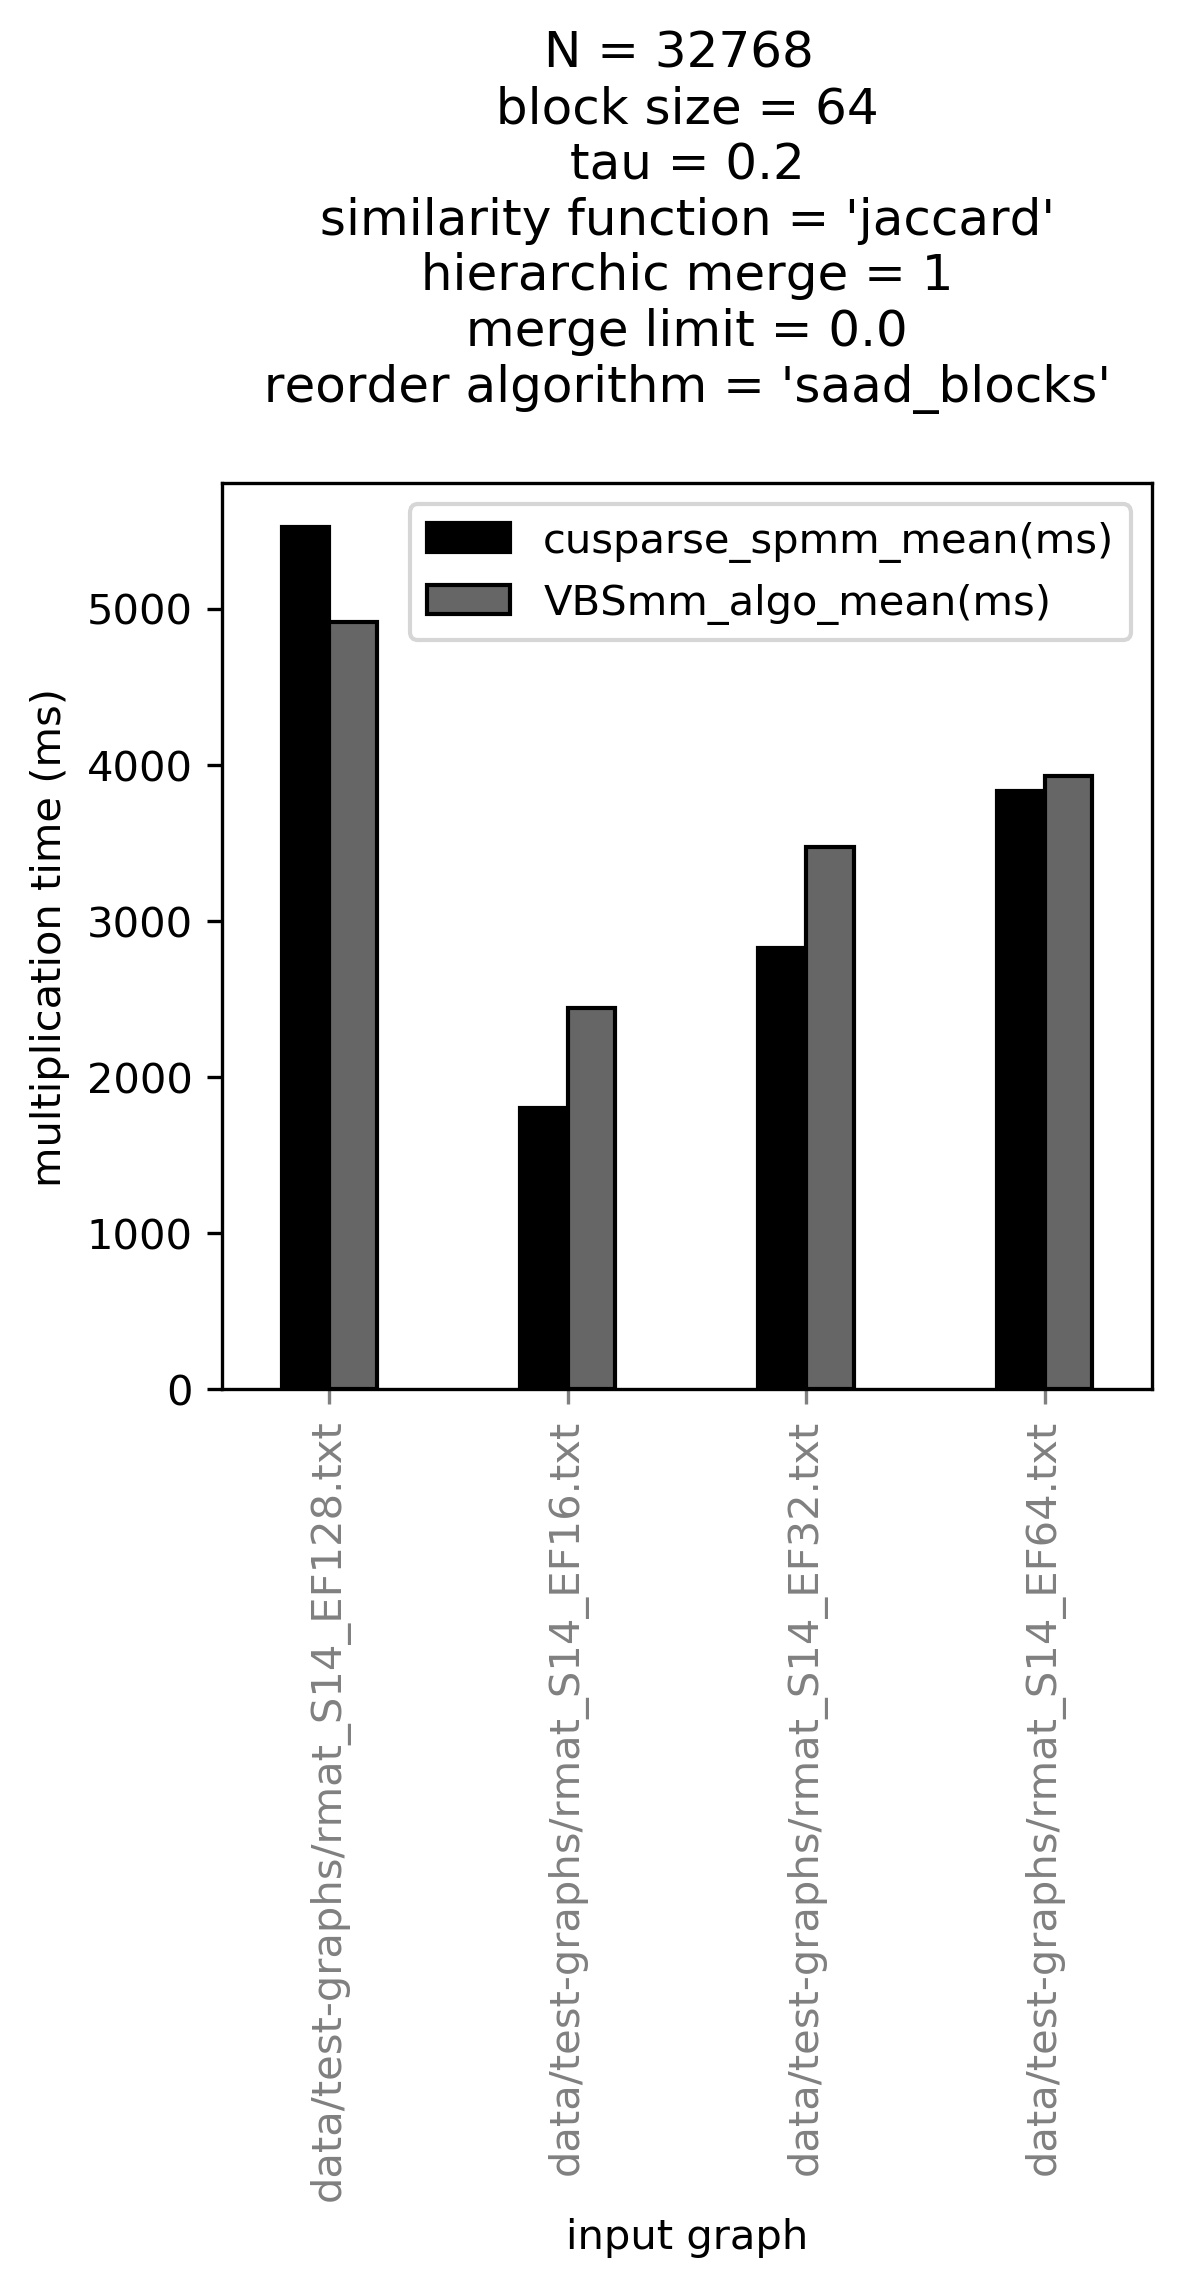 N = 32768
block size = 64
tau = 0.2
similarity function = 'jaccard'
hierarchic merge = 1
merge limit = 0.0
reorder algorithm = 'saad_blocks'
cusparse_spmm_mean(ms)
VBSmm_algo_mean(ms)
multiplication time (ms)
5000
4000
3000
2000
1000
0
data/test-graphs/rmat_S14_EF128.txt
data/test-graphs/rmat_S14_EF16.txt
data/test-graphs/rmat_S14_EF32.txt
data/test-graphs/rmat_S14_EF64.txt
input graph